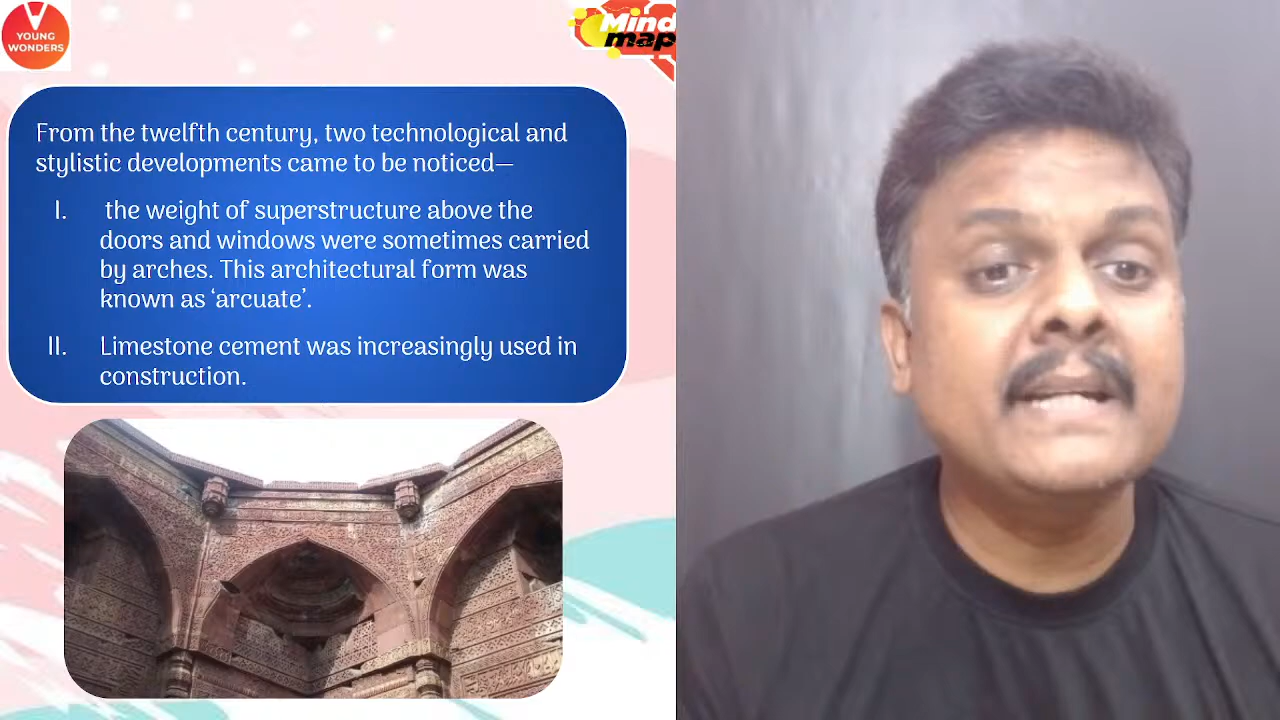 YOUNG
WONDERS
Mind
map
From the twelfth century, two technological and
stylistic developments came to be noticed—
I. the weight of superstructure above the
doors and windows were sometimes carried
by arches. This architectural form was
known as ‘arcuate’.
II. Limestone cement was increasingly used in
construction.